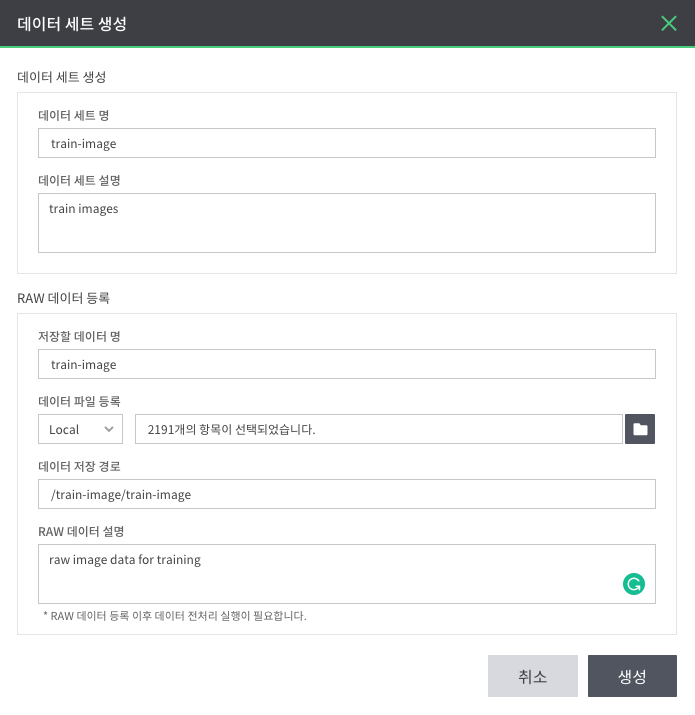 데이터 세트 생성
데이터 세트 생성
데이터 세트 명
train-image
데이터 세트 설명
train images
RAW 데이터 등록
저장할 데이터 명
train-image
데이터 파일 등록
Local 2191개의 항목이 선택되었습니다.
데이터 저장 경로
/train-image/train-image
RAW 데이터 설명
raw image data for training
* RAW 데이터 등록 이후 데이터 전처리 실행이 필요합니다.
취소 생성